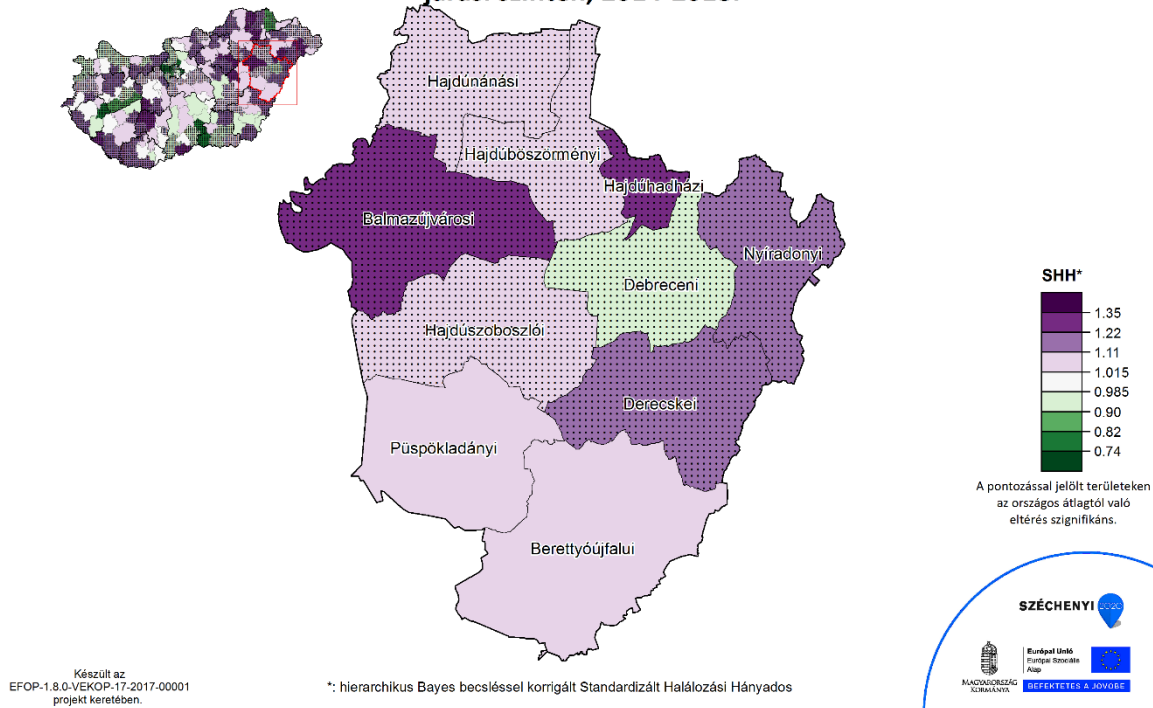 Hajdúnánási
Hajdúböszörményi
Hajdúhadházi
Balmazújvárosi
Nyíradonyi
Debreceni
Hajdúszoboszlói
Derecskei
Püspökladányi
Berettyóújfalui
SHH*
1.35
1.22
1.11
1.015
0.985
0.90
0.82
0.74
A pontozással jelölt területeken
az országos átlagtól való
eltérés szignifikáns.
SZÉCHENYI 2020
Magyarország
Kormánya
Európai Unió
Európai Szociális
Alap
BEFEKTETÉS A JÖVŐBE
Készült az
EFOP-1.8.0-VEKOP-17-2017-00001
projekt keretében.
*: hierarchikus Bayes becsléssel korrigált Standardizált Halálozási Hányados